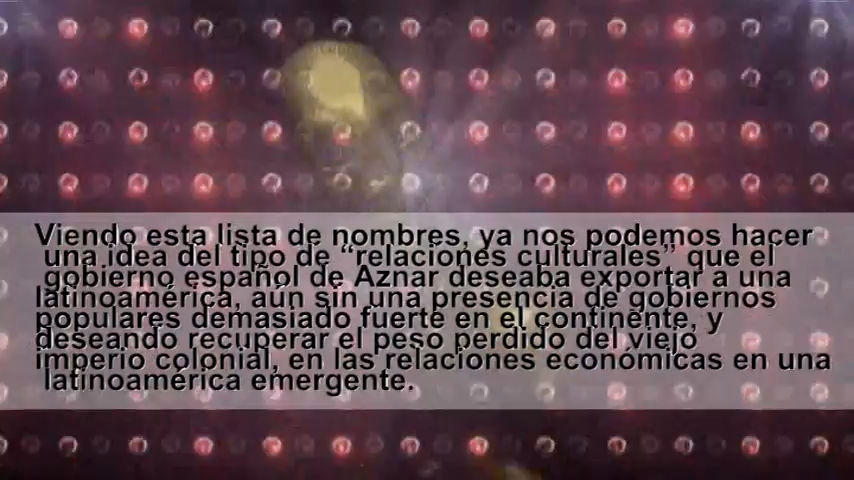 Viendo esta lista de nombres, ya nos podemos hacer
una idea del tipo de “relaciones culturales” que el
gobierno español de Aznar deseaba exportar a una
latinoamérica, aún sin una presencia de gobiernos
populares demasiado fuerte en el continente, y
deseando recuperar el peso perdido del viejo
imperio colonial, en las relaciones económicas en una
latinoamérica emergente.